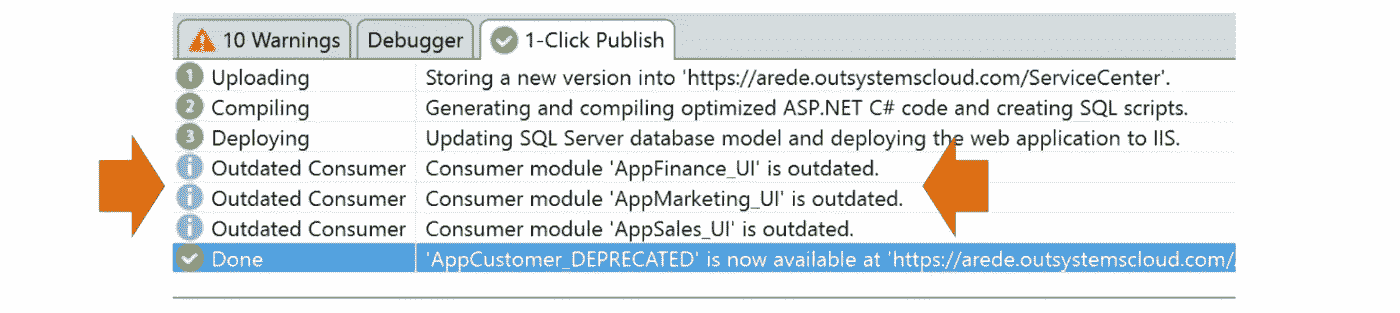 10 Warnings Debugger 1-Click Publish
1 Uploading Storing a new version into 'https://arede.outsystemscloud.com/ServiceCenter'.
2 Compiling Generating and compiling optimized ASP.NET C# code and creating SQL scripts.
3 Deploying Updating SQL Server database model and deploying the web application to IIS.
Outdated Consumer Consumer module 'AppFinance_UI' is outdated.
Outdated Consumer Consumer module 'AppMarketing_UI' is outdated.
Outdated Consumer Consumer module 'AppSales_UI' is outdated.
Done 'AppCustomer_DEPRECATED' is now available at 'https://arede.outsystemscloud.com/